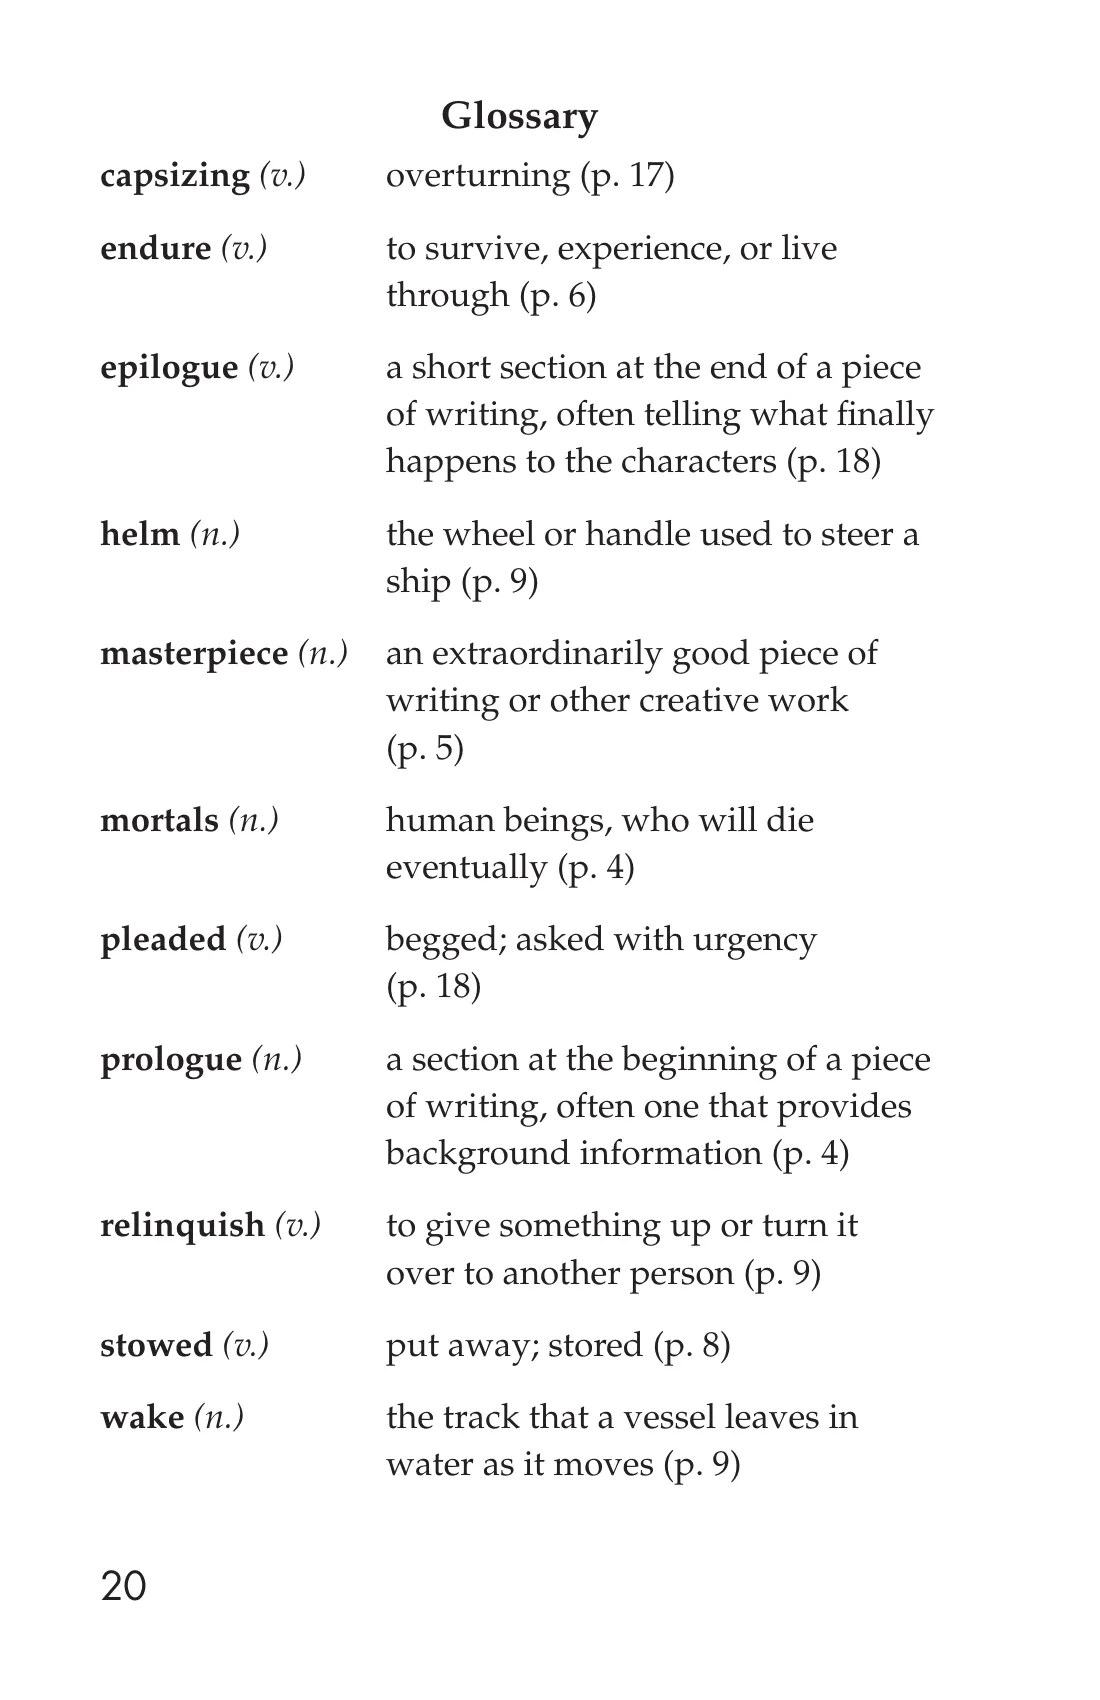 Glossary
capsizing (v.) overturning (p. 17)
endure (v.) to survive, experience, or live
through (p. 6)
epilogue (v.) a short section at the end of a piece
of writing, often telling what finally
happens to the characters (p. 18)
helm (n.) the wheel or handle used to steer a
ship (p. 9)
masterpiece (n.) an extraordinarily good piece of
writing or other creative work
(p. 5)
mortals (n.) human beings, who will die
eventually (p. 4)
pleaded (v.) begged; asked with urgency
(p. 18)
prologue (n.) a section at the beginning of a piece
of writing, often one that provides
background information (p. 4)
relinquish (v.) to give something up or turn it
over to another person (p. 9)
stowed (v.) put away; stored (p. 8)
wake (n.) the track that a vessel leaves in
water as it moves (p. 9)
20